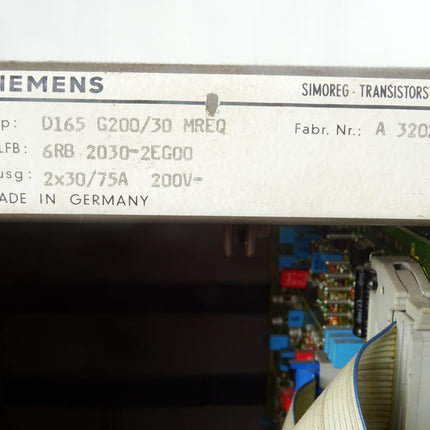 IEMENS SIMOREG - TRANSISTORST
p: D165 G200/30 MREQ Fabr. Nr.: A 320
LFB: 6RB 2030-2EG00
usg: 2x30/75A 200V-
ADE IN GERMANY